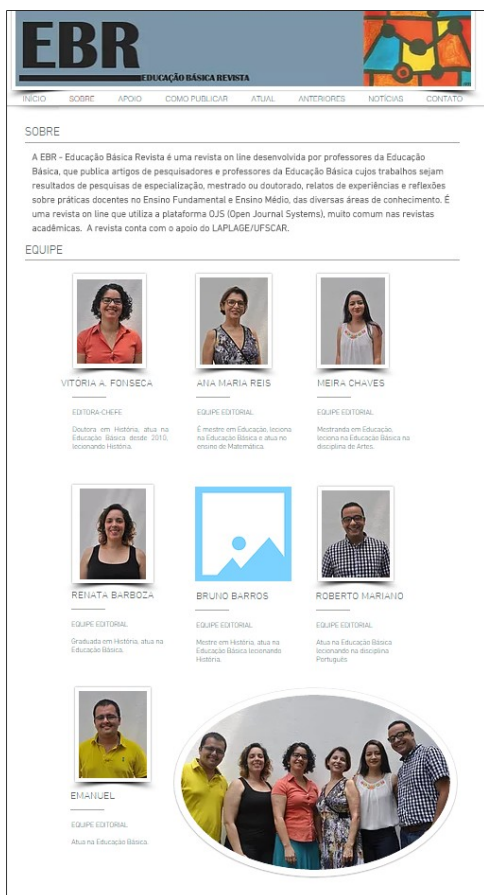 EBR
EDUCAÇÃO BÁSICA REVISTA
INÍCIO SOBRE APOIO COMO PUBLICAR ATUAL ANTERIORES NOTÍCIAS CONTATO
SOBRE
A EBR - Educação Básica Revista é uma revista on line desenvolvida por professores da Educação
Básica, que publica artigos de pesquisadores e professores da Educação Básica cujos trabalhos sejam
resultados de pesquisas de especialização, mestrado ou doutorado, relatos de experiências e reflexões
sobre práticas docentes no Ensino Fundamental e Ensino Médio, das diversas áreas de conhecimento. É
uma revista on line que utiliza a plataforma OJS (Open Journal Systems), muito comum nas revistas
acadêmicas. A revista conta com o apoio do LAPLAGE/UFSCAR.
EQUIPE
VITORIA A. FONSECA
EDITORA-CHEFE
Doutora em História, atua na
Educação Básica desde 2010,
lecionando História.
ANA MARIA REIS
EQUIPE EDITORIAL
É mestre em Educação, leciona
na Educação Básica e atua no
ensino de Matemática.
MEIRA CHAVES
EQUIPE EDITORIAL
Mestranda em Educação,
leciona na Educação Básica na
disciplina de Artes.
RENATA BARBOZA
EQUIPE EDITORIAL
Graduada em História, atua na
Educação Básica.
BRUNO BARROS
EQUIPE EDITORIAL
Mestre em História, atua na
Educação Básica lecionando
História.
ROBERTO MARIANO
EQUIPE EDITORIAL
Atua na Educação Básica
lecionando na disciplina
Português
EMANUEL
EQUIPE EDITORIAL
Atua na Educação Básica.